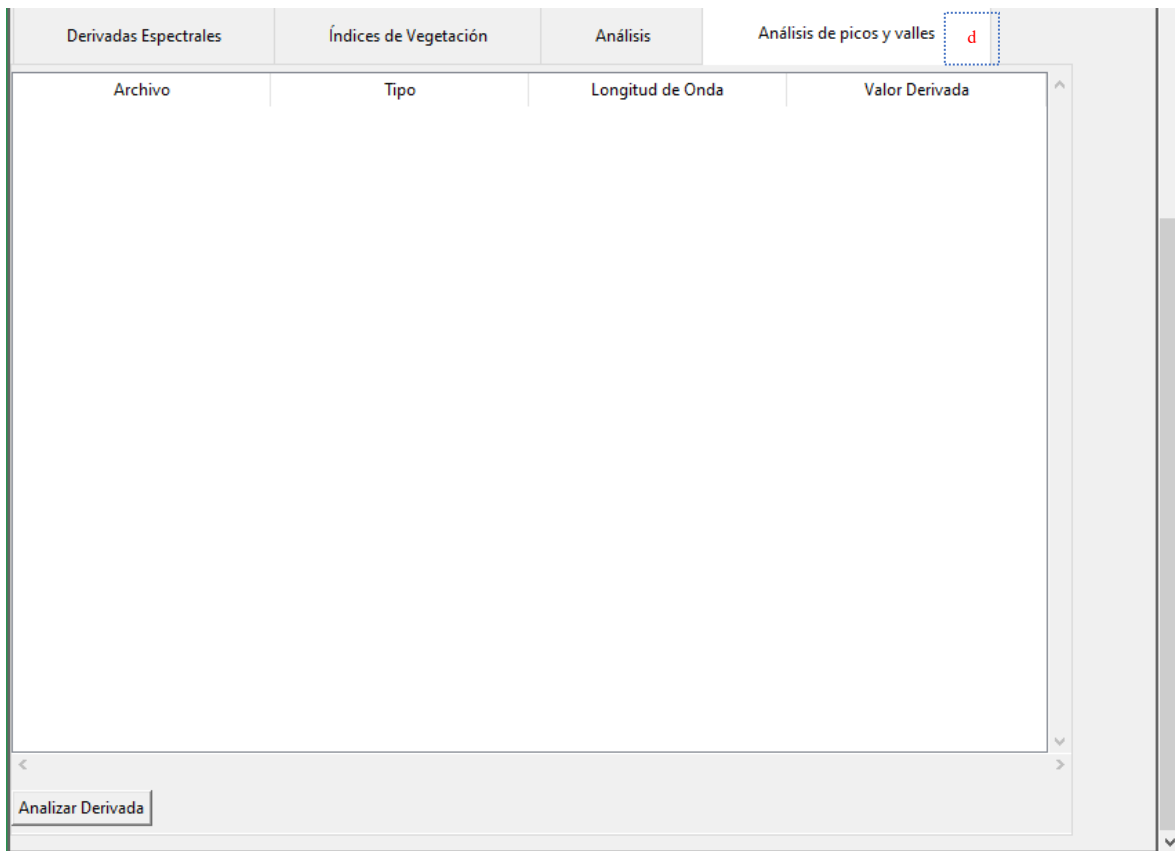 Derivadas Espectrales Índices de Vegetación Análisis Análisis de picos y valles d
Archivo Tipo Longitud de Onda Valor Derivada
Analizar Derivada